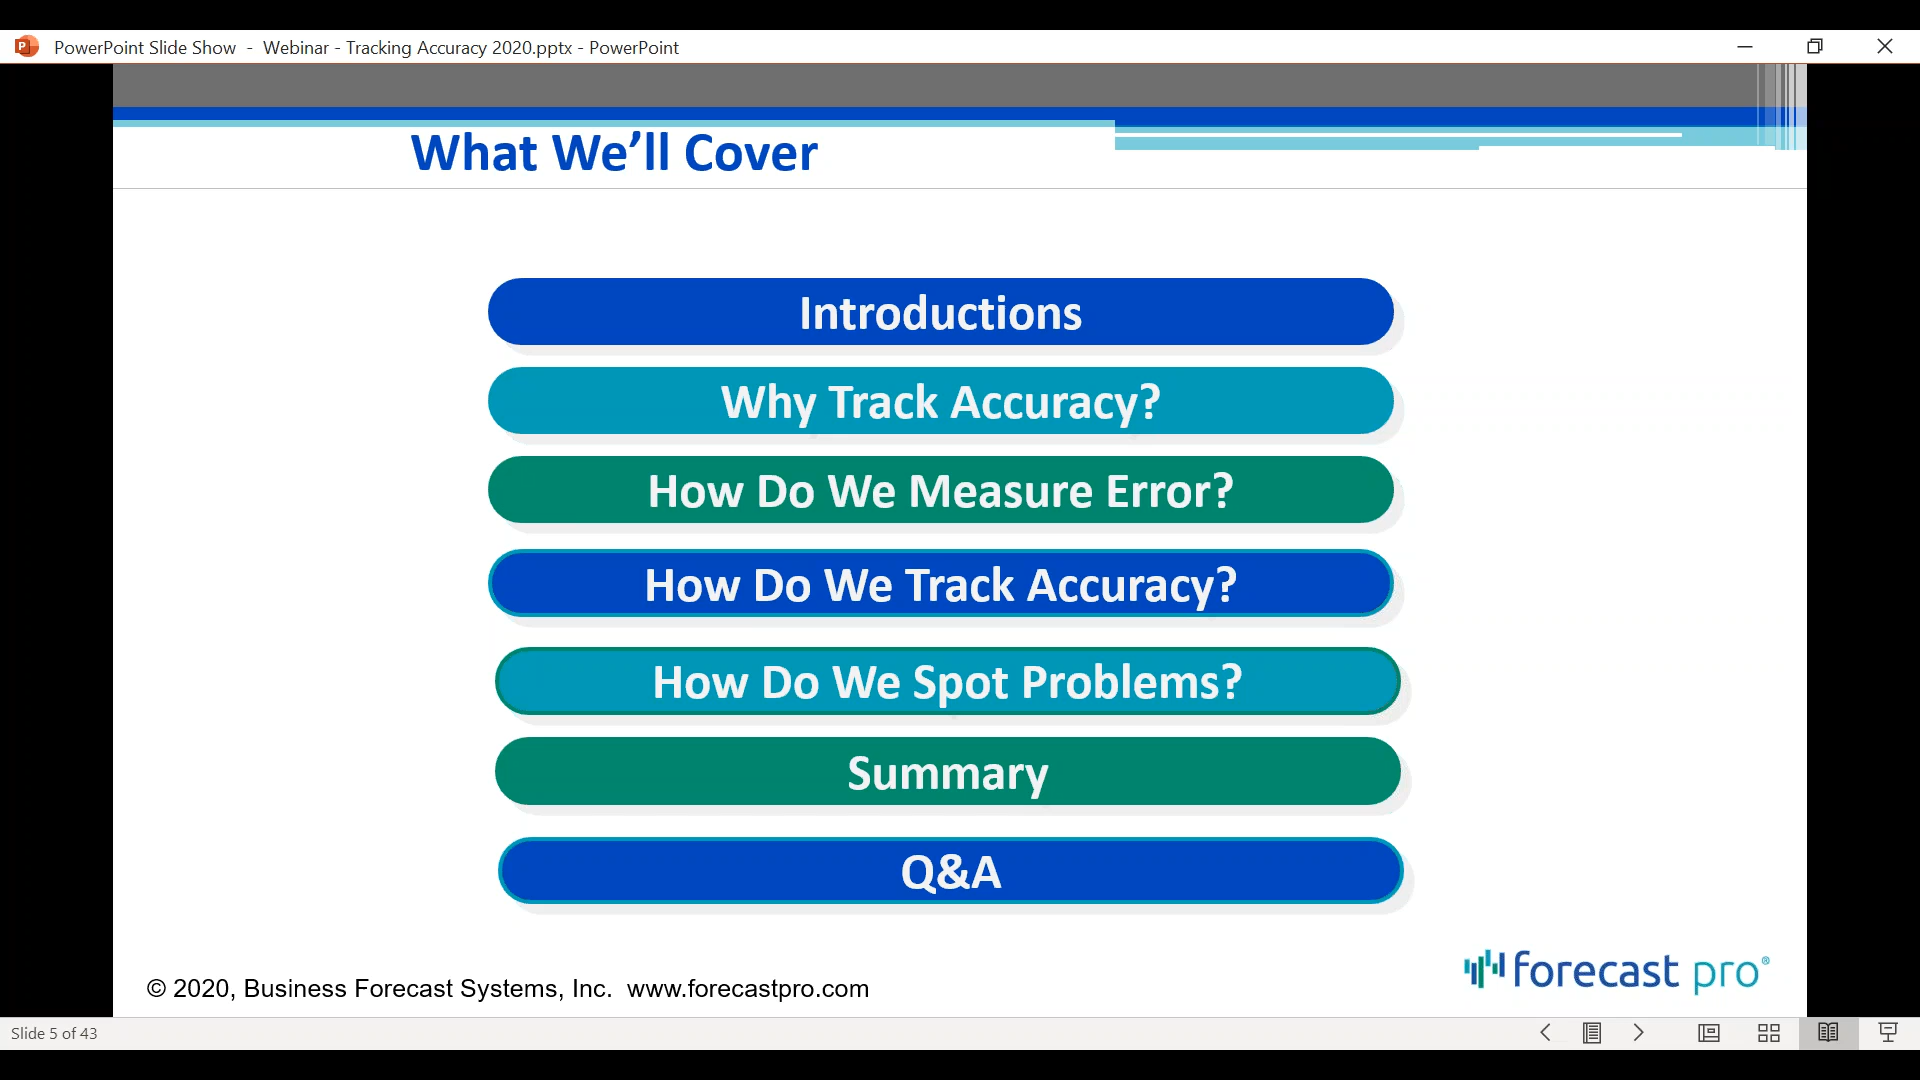 PowerPoint Slide Show - Webinar - Tracking Accuracy 2020.pptx - PowerPoint
What We’ll Cover
Introductions
Why Track Accuracy?
How Do We Measure Error?
How Do We Track Accuracy?
How Do We Spot Problems?
Summary
Q&A
forecast pro®
© 2020, Business Forecast Systems, Inc. www.forecastpro.com
Slide 5 of 43